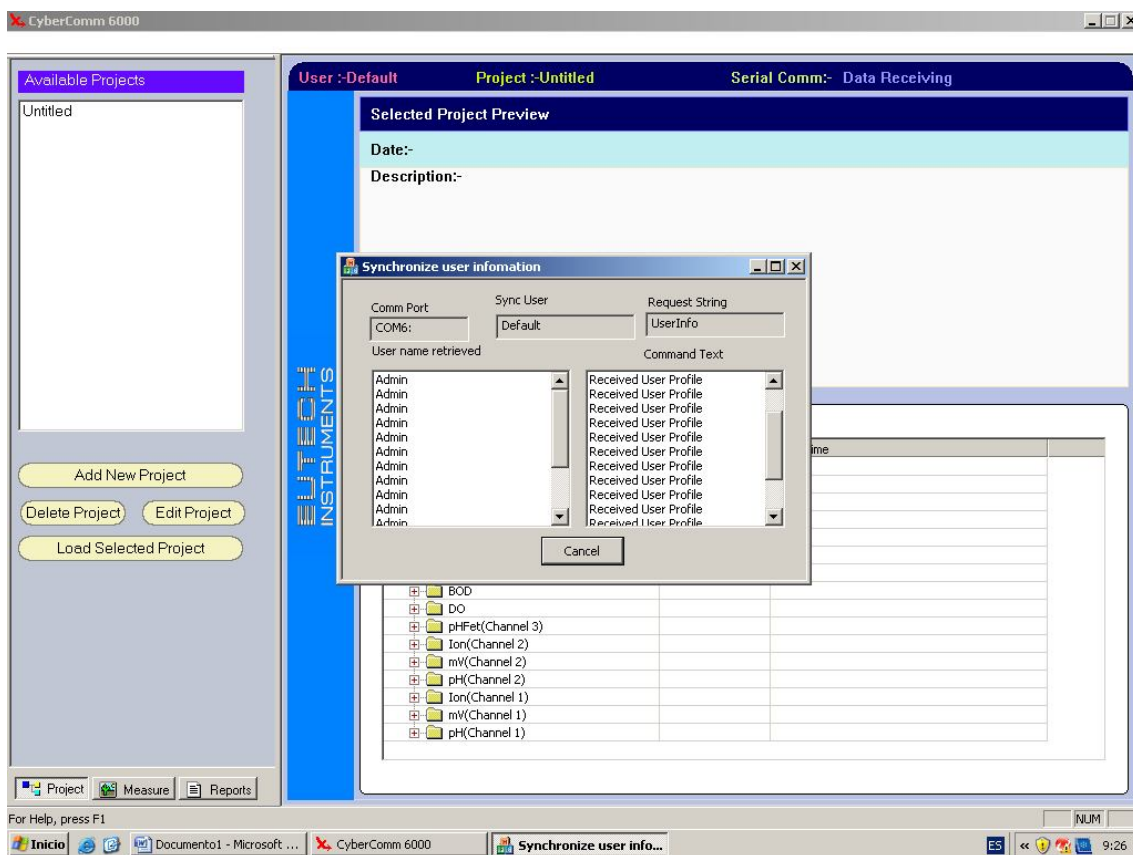 CyberComm 6000
Available Projects
Untitled
Add New Project
Delete Project
Edit Project
Load Selected Project
Project
Measure
Reports
User :-Default
Project :-Untitled
Serial Comm:- Data Receiving
Selected Project Preview
Date:-
Description:-
EUTECH
INSTRUMENTS
Synchronize user infomation
Comm Port
COM6:
Sync User
Default
Request String
UserInfo
User name retrieved
Admin
Admin
Admin
Admin
Admin
Admin
Admin
Admin
Admin
Admin
Admin
Command Text
Received User Profile
Received User Profile
Received User Profile
Received User Profile
Received User Profile
Received User Profile
Received User Profile
Received User Profile
Received User Profile
Received User Profile
Received User Profile
Cancel
BOD
DO
pHFet(Channel 3)
Ion(Channel 2)
mV(Channel 2)
pH(Channel 2)
Ion(Channel 1)
mV(Channel 1)
pH(Channel 1)
For Help, press F1
NUM
Inicio
Documento1 - Microsoft ...
CyberComm 6000
Synchronize user info...
ES
«
9:26